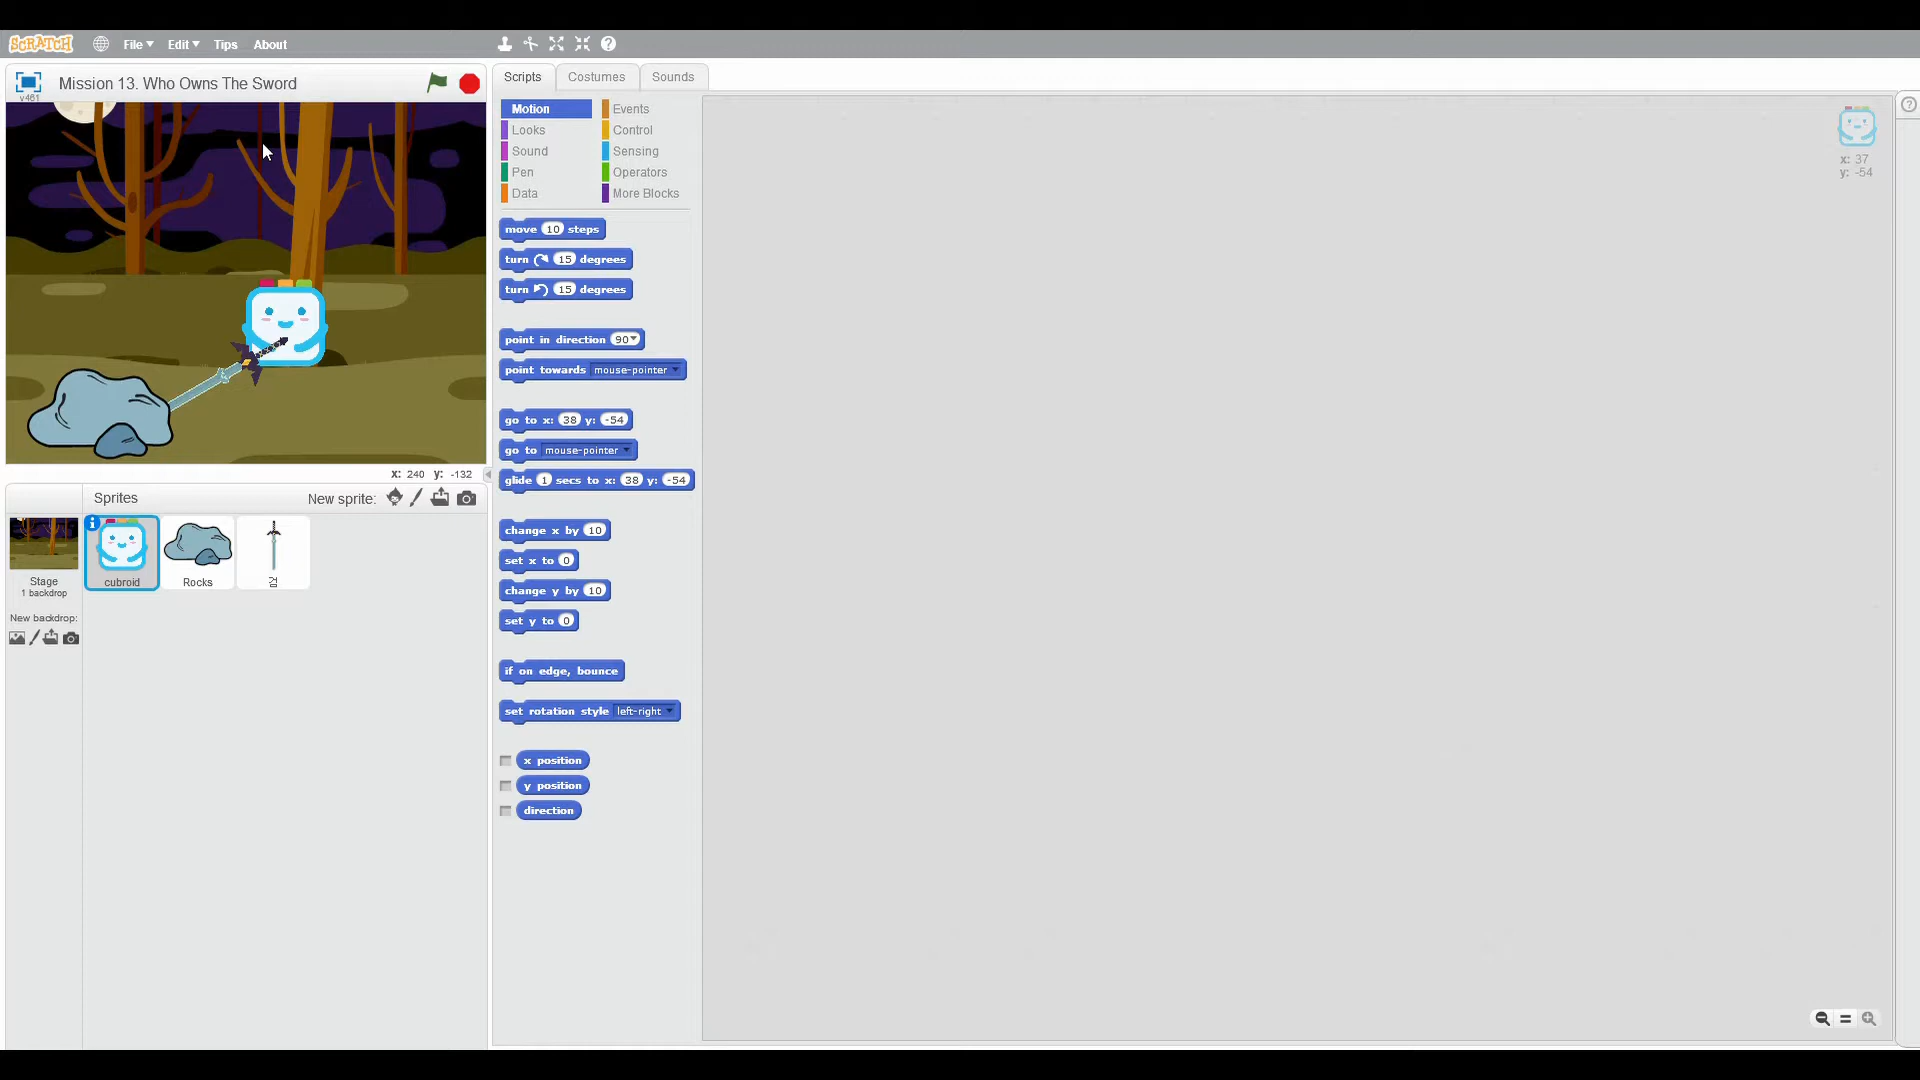 SCRATCH
File Edit Tips About
v461
Mission 13. Who Owns The Sword
Scripts Costumes Sounds
Motion Events
Looks Control
Sound Sensing
Pen Operators
Data More Blocks
x: 37
y: -54
move 10 steps
turn 15 degrees
turn 15 degrees
point in direction 90
point towards mouse-pointer
go to x: 38 y: -54
go to mouse-pointer
glide 1 secs to x: 38 y: -54
change x by 10
set x to 0
change y by 10
set y to 0
if on edge, bounce
set rotation style left-right
x position
y position
direction
x: 240 y: -132
Sprites New sprite:
Stage
1 backdrop
New backdrop:
cubroid Rocks